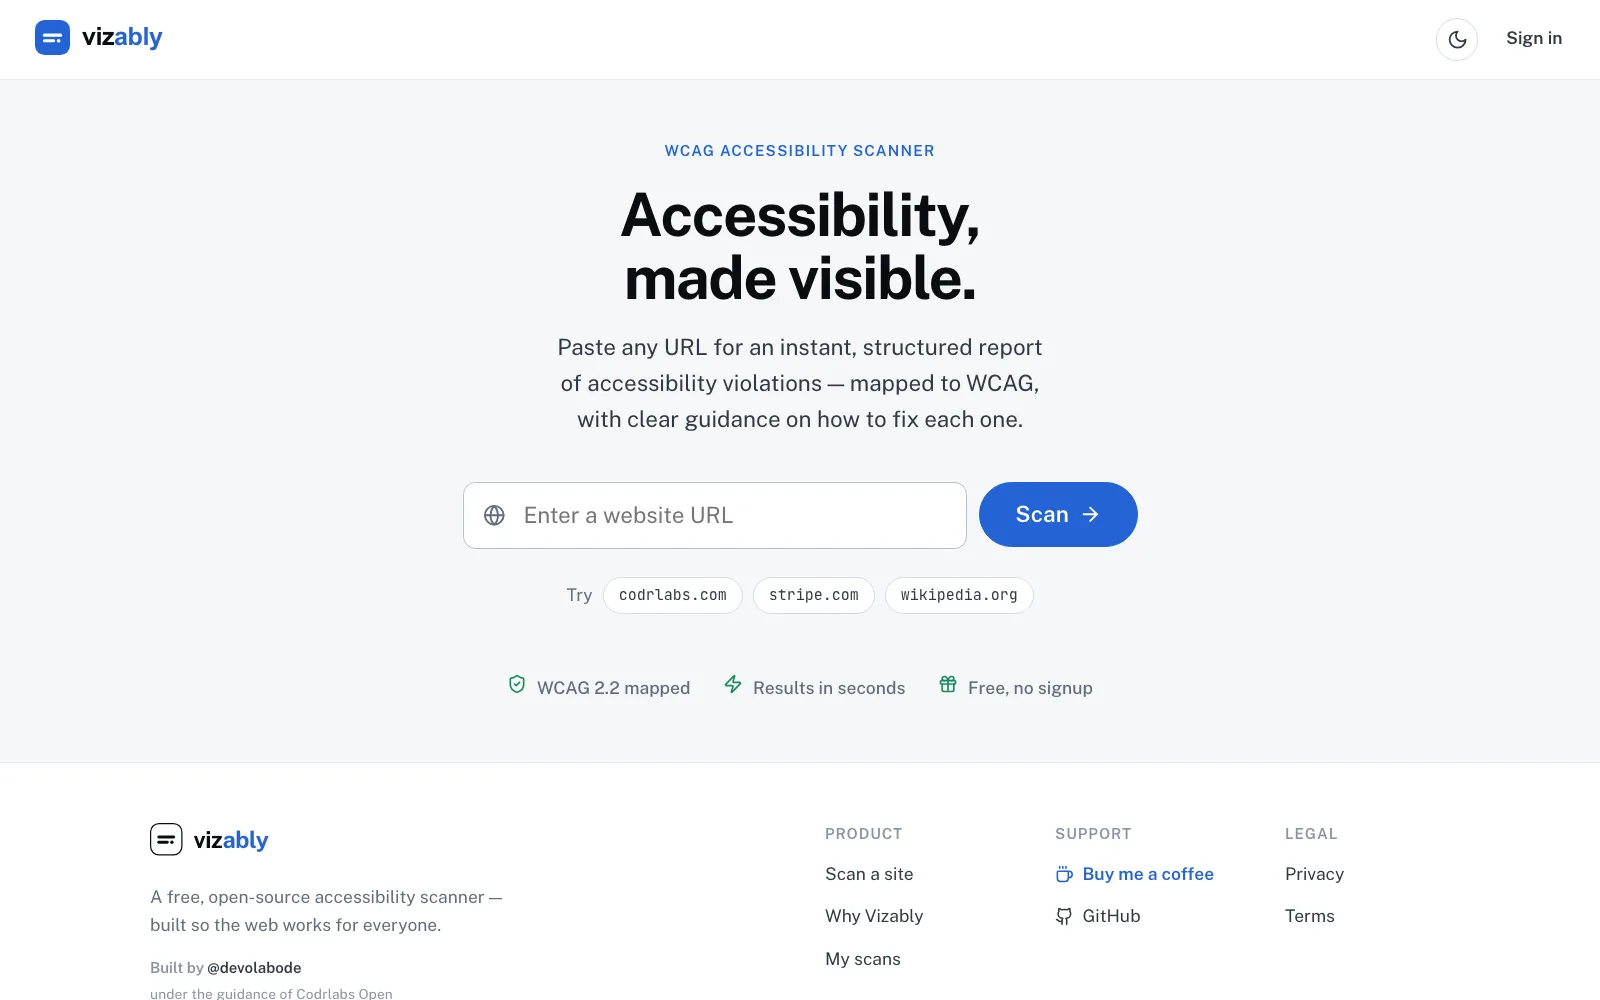 vizably
Sign in
WCAG ACCESSIBILITY SCANNER
Accessibility,
made visible.
Paste any URL for an instant, structured report
of accessibility violations — mapped to WCAG,
with clear guidance on how to fix each one.
Enter a website URL
Scan
Try
codrlabs.com
stripe.com
wikipedia.org
WCAG 2.2 mapped
Results in seconds
Free, no signup
vizably
A free, open-source accessibility scanner —
built so the web works for everyone.
Built by @devolabode
under the guidance of Codrlabs Open
PRODUCT
Scan a site
Why Vizably
My scans
SUPPORT
Buy me a coffee
GitHub
LEGAL
Privacy
Terms